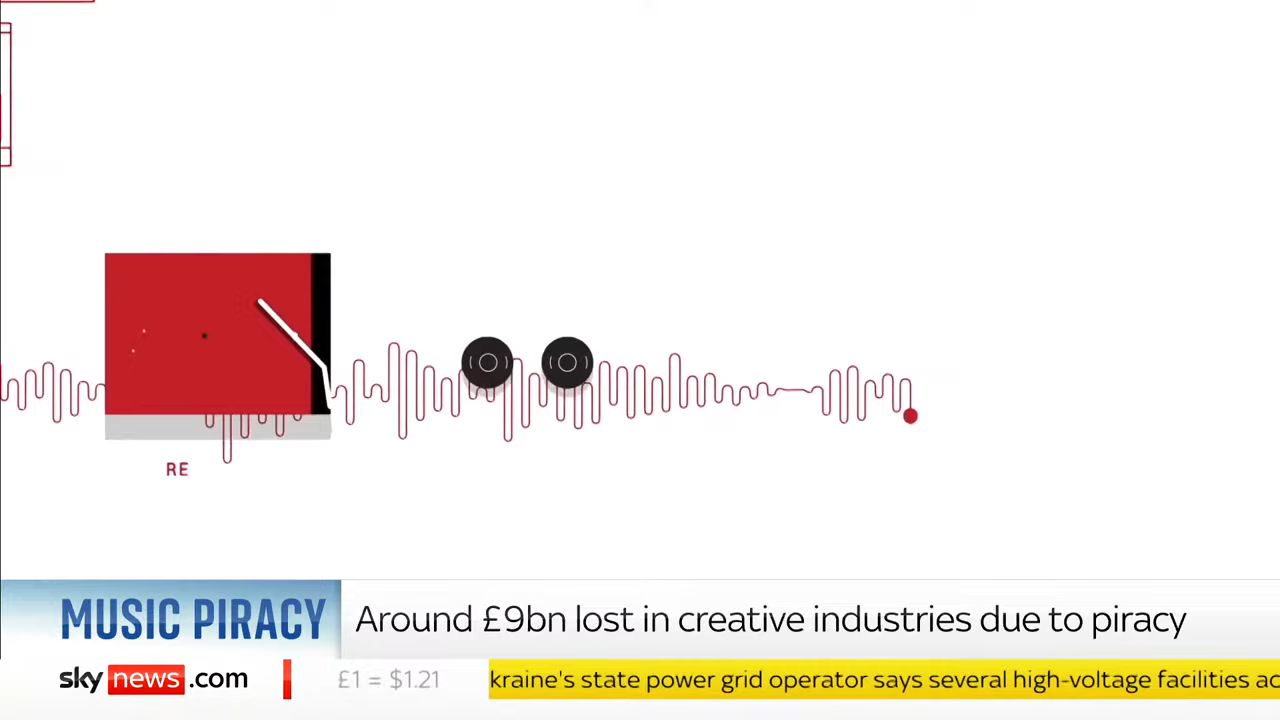 RE
MUSIC PIRACY
Around £9bn lost in creative industries due to piracy
sky news .com
£1 = $1.21
kraine's state power grid operator says several high-voltage facilities ac